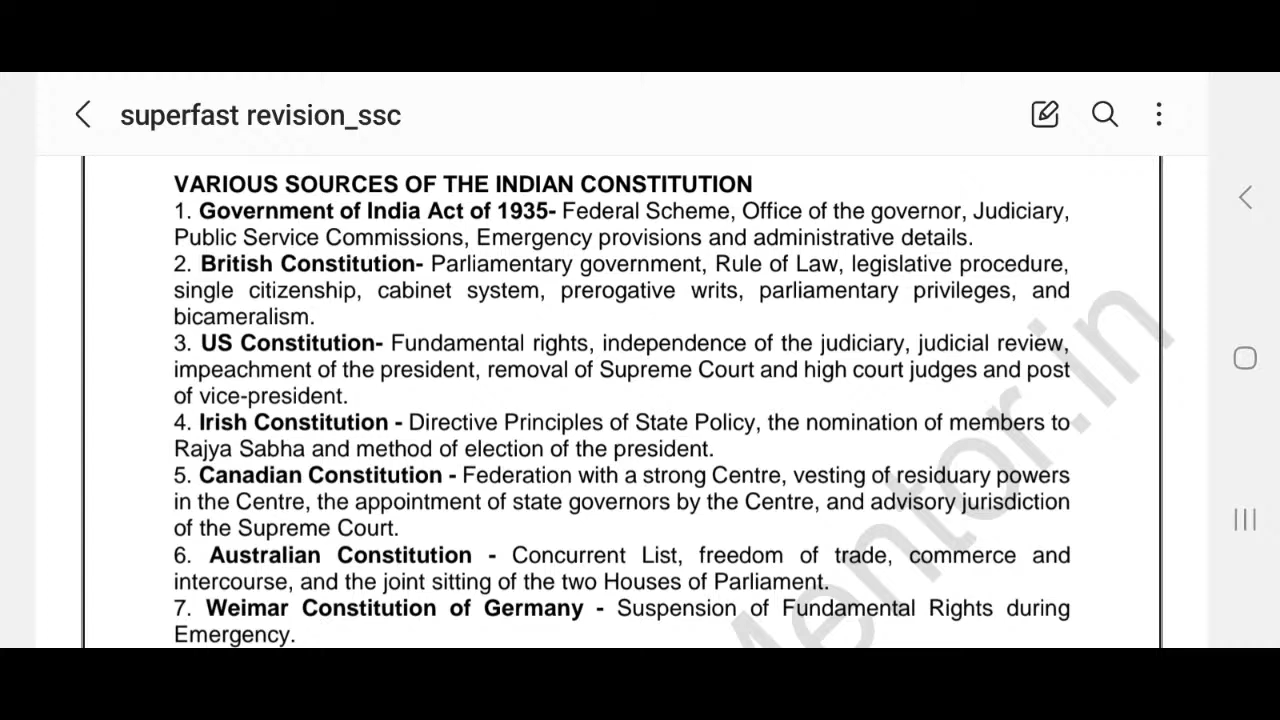 superfast revision_ssc
VARIOUS SOURCES OF THE INDIAN CONSTITUTION
1. Government of India Act of 1935- Federal Scheme, Office of the governor, Judiciary,
Public Service Commissions, Emergency provisions and administrative details.
2. British Constitution- Parliamentary government, Rule of Law, legislative procedure,
single citizenship, cabinet system, prerogative writs, parliamentary privileges, and
bicameralism.
3. US Constitution- Fundamental rights, independence of the judiciary, judicial review,
impeachment of the president, removal of Supreme Court and high court judges and post
of vice-president.
4. Irish Constitution - Directive Principles of State Policy, the nomination of members to
Rajya Sabha and method of election of the president.
5. Canadian Constitution - Federation with a strong Centre, vesting of residuary powers
in the Centre, the appointment of state governors by the Centre, and advisory jurisdiction
of the Supreme Court.
6. Australian Constitution - Concurrent List, freedom of trade, commerce and
intercourse, and the joint sitting of the two Houses of Parliament.
7. Weimar Constitution of Germany - Suspension of Fundamental Rights during
Emergency.
Mentor.in